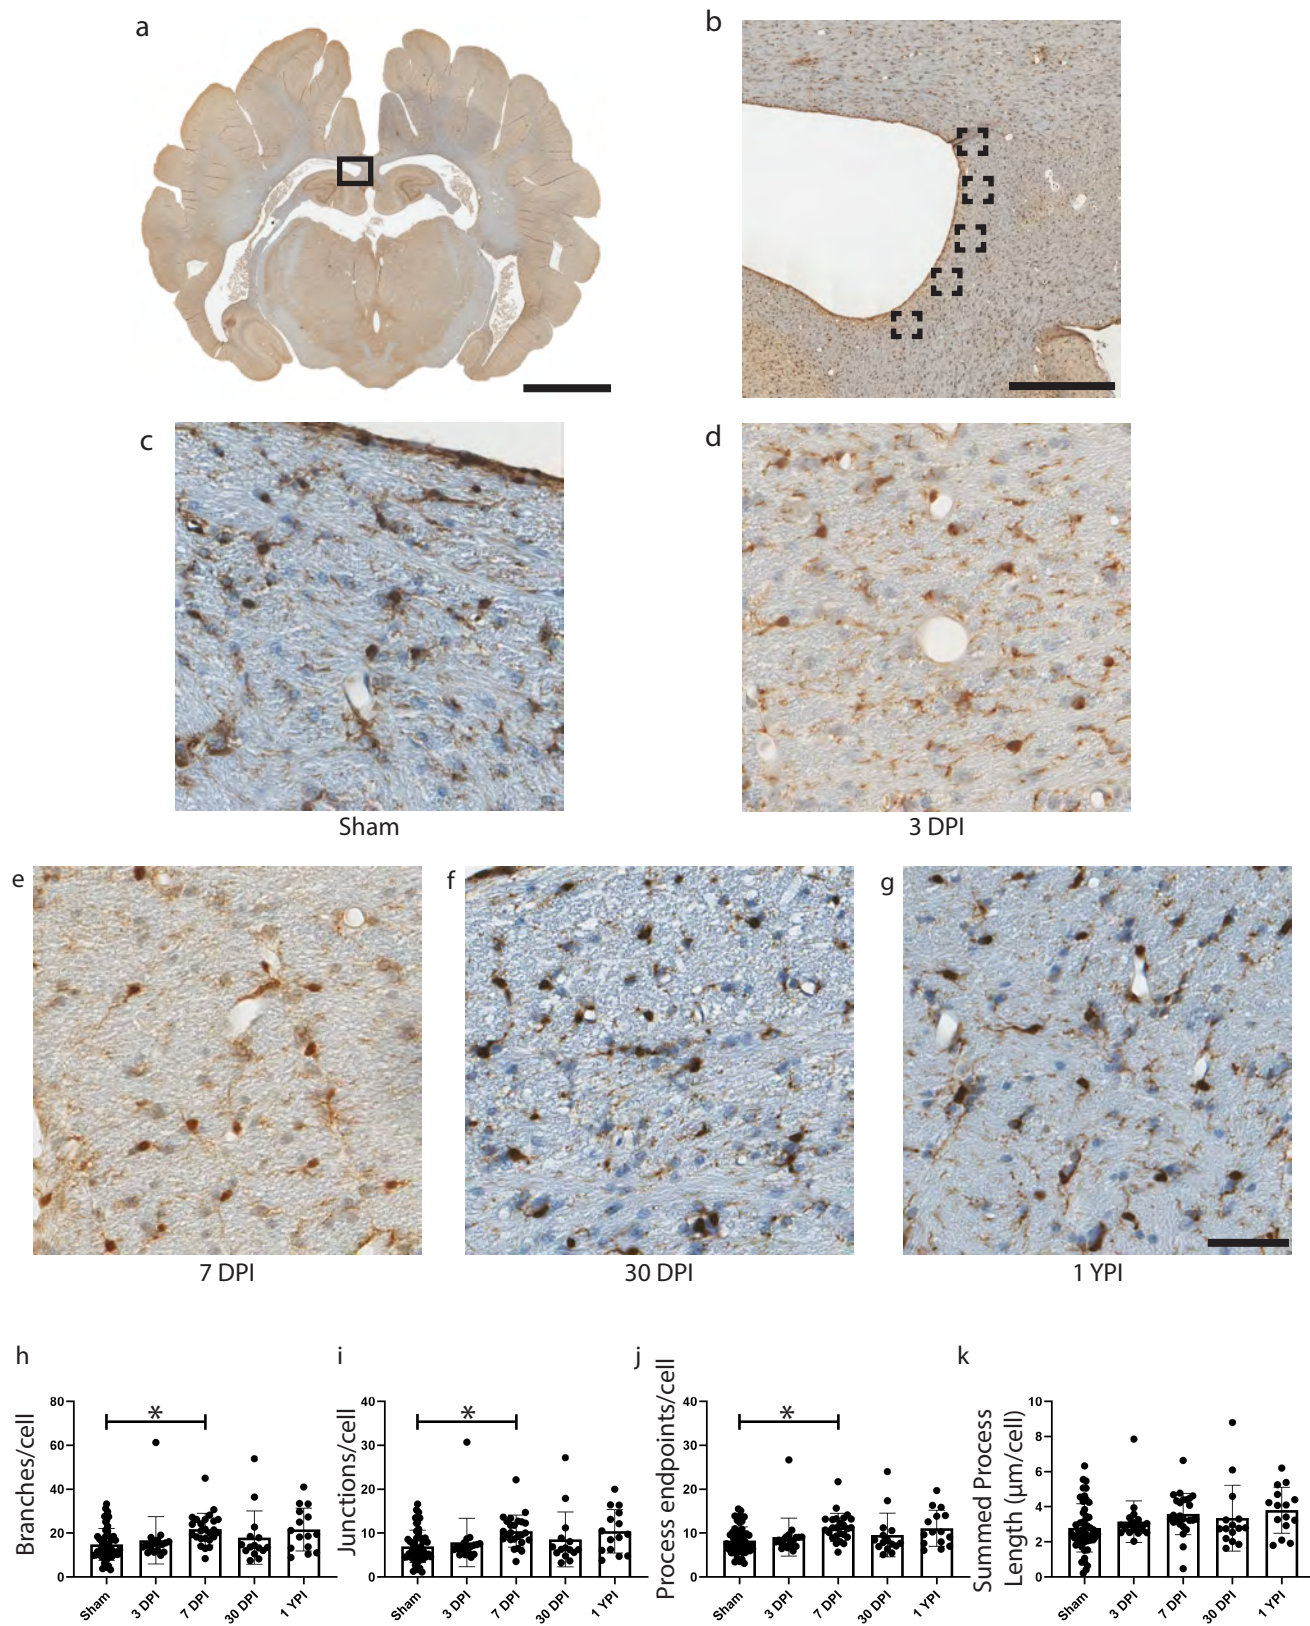 a
b
c
d
Sham
3 DPI
e
f
g
7 DPI
30 DPI
1 YPI
h
i
j
k
Branches/cell
80
60
40
20
0
*
Sham
3 DPI
7 DPI
30 DPI
1 YPI
Junctions/cell
40
30
20
10
0
*
Sham
3 DPI
7 DPI
30 DPI
1 YPI
Process endpoints/cell
40
30
20
10
0
*
Sham
3 DPI
7 DPI
30 DPI
1 YPI
Summed Process
Length (µm/cell)
10
8
6
4
2
0
Sham
3 DPI
7 DPI
30 DPI
1 YPI